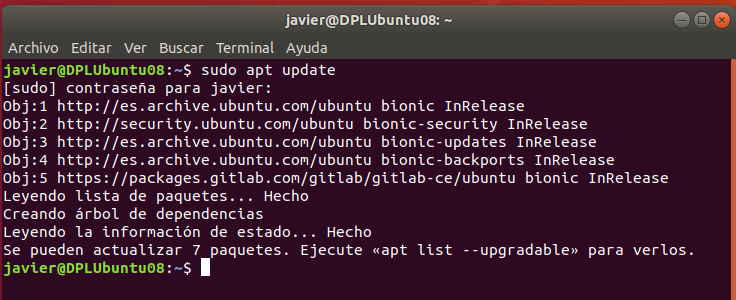 javier@DPLUbuntu08: ~
Archivo Editar Ver Buscar Terminal Ayuda
javier@DPLUbuntu08:~$ sudo apt update
[sudo] contraseña para javier:
Obj:1 http://es.archive.ubuntu.com/ubuntu bionic InRelease
Obj:2 http://security.ubuntu.com/ubuntu bionic-security InRelease
Obj:3 http://es.archive.ubuntu.com/ubuntu bionic-updates InRelease
Obj:4 http://es.archive.ubuntu.com/ubuntu bionic-backports InRelease
Obj:5 https://packages.gitlab.com/gitlab/gitlab-ce/ubuntu bionic InRelease
Leyendo lista de paquetes... Hecho
Creando árbol de dependencias
Leyendo la información de estado... Hecho
Se pueden actualizar 7 paquetes. Ejecute «apt list --upgradable» para verlos.
javier@DPLUbuntu08:~$